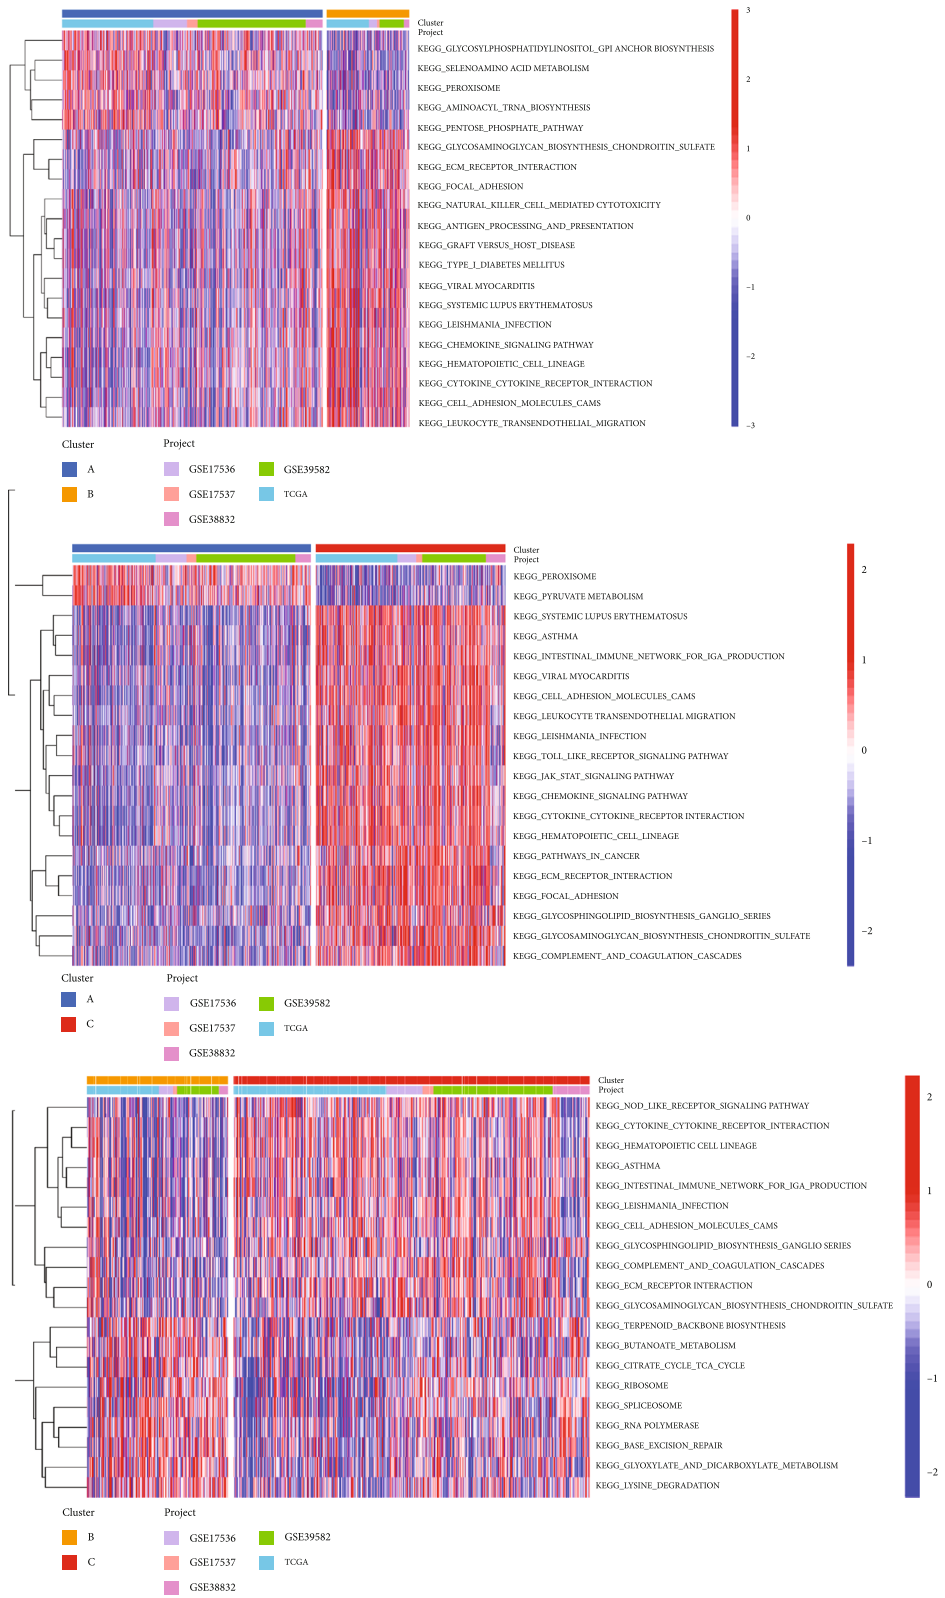 Cluster
Project
KEGG_GLYCOSYLPHOSPHATIDYLINOSITOL_GPI ANCHOR BIOSYNTHESIS
KEGG_SELENOAMINO ACID METABOLISM
KEGG_PEROXISOME
KEGG_AMINOACYL_TRNA_BIOSYNTHESIS
KEGG_PENTOSE_PHOSPHATE_PATHWAY
KEGG_GLYCOSAMINOGLYCAN_BIOSYNTHESIS_CHONDROITIN_SULFATE
KEGG_ECM_RECEPTOR_INTERACTION
KEGG_FOCAL_ADHESION
KEGG_NATURAL_KILLER_CELL_MEDIATED CYTOTOXICITY
KEGG_ANTIGEN_PROCESSING_AND_PRESENTATION
KEGG_GRAFT VERSUS_HOST_DISEASE
KEGG_TYPE_I_DIABETES MELLITUS
KEGG_VIRAL MYOCARDITIS
KEGG_SYSTEMIC LUPUS ERYTHEMATOSUS
KEGG_LEISHMANIA_INFECTION
KEGG_CHEMOKINE_SIGNALING PATHWAY
KEGG_HEMATOPOIETIC_CELL_LINEAGE
KEGG_CYTOKINE_CYTOKINE_RECEPTOR_INTERACTION
KEGG_CELL_ADHESION_MOLECULES_CAMS
KEGG_LEUKOCYTE_TRANSENDOTHELIAL_MIGRATION
3
2
1
0
−1
−2
−3
Cluster Project
A GSE17536 GSE39582
B GSE17537 TCGA
GSE38832
Cluster
Project
KEGG_PEROXISOME
KEGG_PYRUVATE METABOLISM
KEGG_SYSTEMIC LUPUS ERYTHEMATOSUS
KEGG_ASTHMA
KEGG_INTESTINAL_IMMUNE_NETWORK_FOR_IGA_PRODUCTION
KEGG_VIRAL MYOCARDITIS
KEGG_CELL_ADHESION_MOLECULES_CAMS
KEGG_LEUKOCYTE TRANSENDOTHELIAL MIGRATION
KEGG_LEISHMANIA_INFECTION
KEGG_TOLL_LIKE_RECEPTOR_SIGNALING PATHWAY
KEGG_JAK_STAT_SIGNALING PATHWAY
KEGG_CHEMOKINE_SIGNALING PATHWAY
KEGG_CYTOKINE_CYTOKINE_RECEPTOR INTERACTION
KEGG_HEMATOPOIETIC_CELL_LINEAGE
KEGG_PATHWAYS_IN_CANCER
KEGG_ECM_RECEPTOR_INTERACTION
KEGG_FOCAL_ADHESION
KEGG_GLYCOSPHINGOLIPID_BIOSYNTHESIS_GANGLIO_SERIES
KEGG_GLYCOSAMINOGLYCAN_BIOSYNTHESIS_CHONDROITIN_SULFATE
KEGG_COMPLEMENT_AND_COAGULATION_CASCADES
2
1
0
−1
−2
Cluster Project
A GSE17536 GSE39582
C GSE17537 TCGA
GSE38832
Cluster
Project
KEGG_NOD_LIKE_RECEPTOR_SIGNALING PATHWAY
KEGG_CYTOKINE_CYTOKINE_RECEPTOR_INTERACTION
KEGG_HEMATOPOIETIC CELL LINEAGE
KEGG_ASTHMA
KEGG_INTESTINAL_IMMUNE_NETWORK_FOR_IGA_PRODUCTION
KEGG_LEISHMANIA_INFECTION
KEGG_CELL_ADHESION_MOLECULES_CAMS
KEGG_GLYCOSPHINGOLIPID_BIOSYNTHESIS_GANGLIO SERIES
KEGG_COMPLEMENT_AND_COAGULATION_CASCADES
KEGG_ECM_RECEPTOR INTERACTION
KEGG_GLYCOSAMINOGLYCAN_BIOSYNTHESIS_CHONDROITIN_SULFATE
KEGG_TERPENOID_BACKBONE BIOSYNTHESIS
KEGG_BUTANOATE_METABOLISM
KEGG_CITRATE_CYCLE_TCA_CYCLE
KEGG_RIBOSOME
KEGG_SPLICEOSOME
KEGG_RNA POLYMERASE
KEGG_BASE_EXCISION_REPAIR
KEGG_GLYOXYLATE_AND_DICARBOXYLATE_METABOLISM
KEGG_LYSINE_DEGRADATION
2
1
0
−1
−2
Cluster Project
B GSE17536 GSE39582
C GSE17537 TCGA
GSE38832